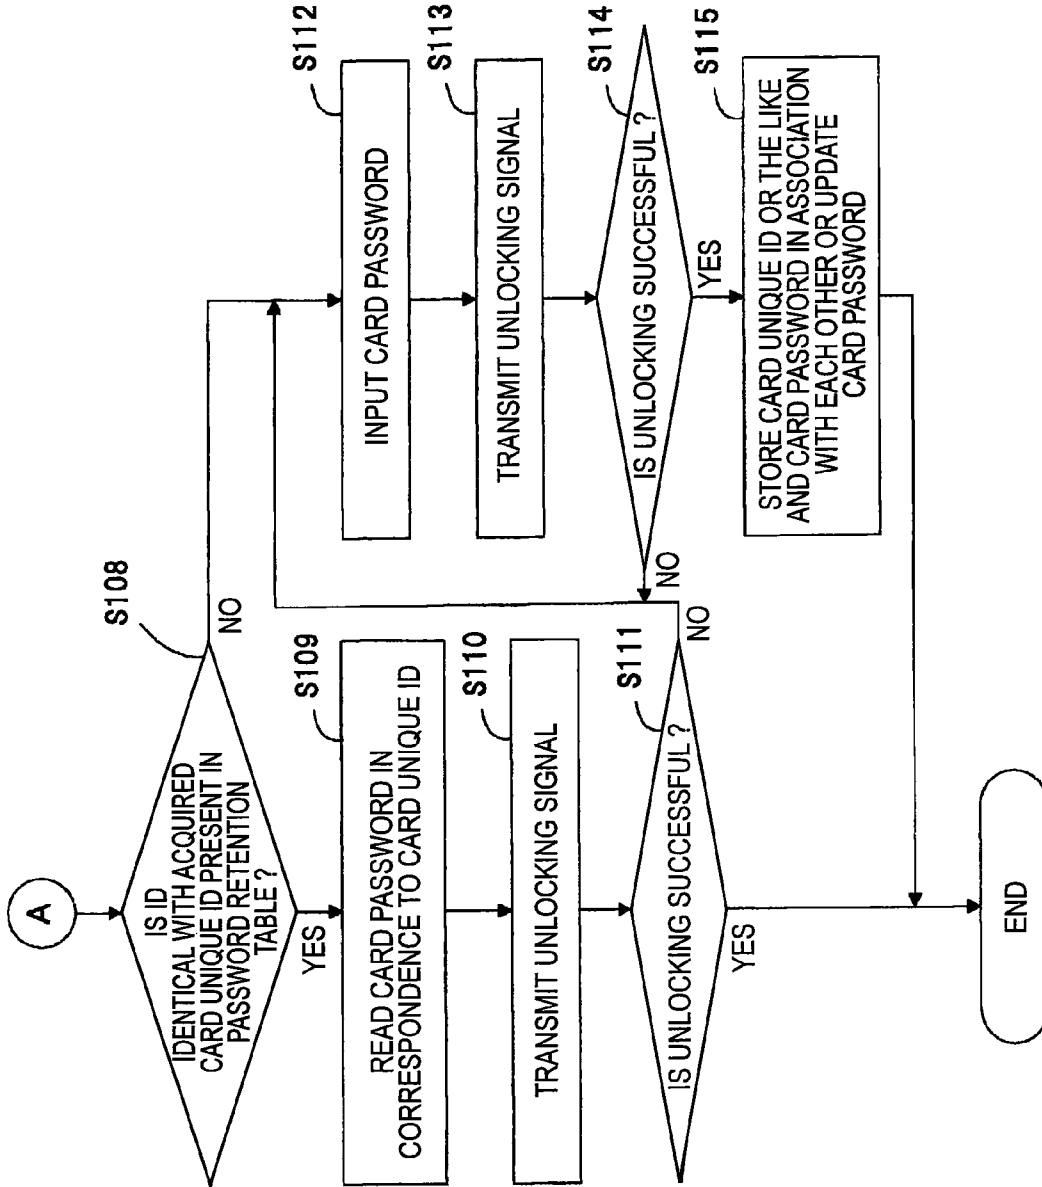 A
S108
IS ID
IDENTICAL WITH ACQUIRED
CARD UNIQUE ID PRESENT IN
PASSWORD RETENTION
TABLE ?
NO
YES
S109
READ CARD PASSWORD IN
CORRESPONDENCE TO CARD UNIQUE ID
S110
TRANSMIT UNLOCKING SIGNAL
S111
IS UNLOCKING SUCCESSFUL ?
NO
YES
S112
INPUT CARD PASSWORD
S113
TRANSMIT UNLOCKING SIGNAL
S114
IS UNLOCKING SUCCESSFUL ?
NO
YES
S115
STORE CARD UNIQUE ID OR THE LIKE
AND CARD PASSWORD IN ASSOCIATION
WITH EACH OTHER OR UPDATE
CARD PASSWORD
END